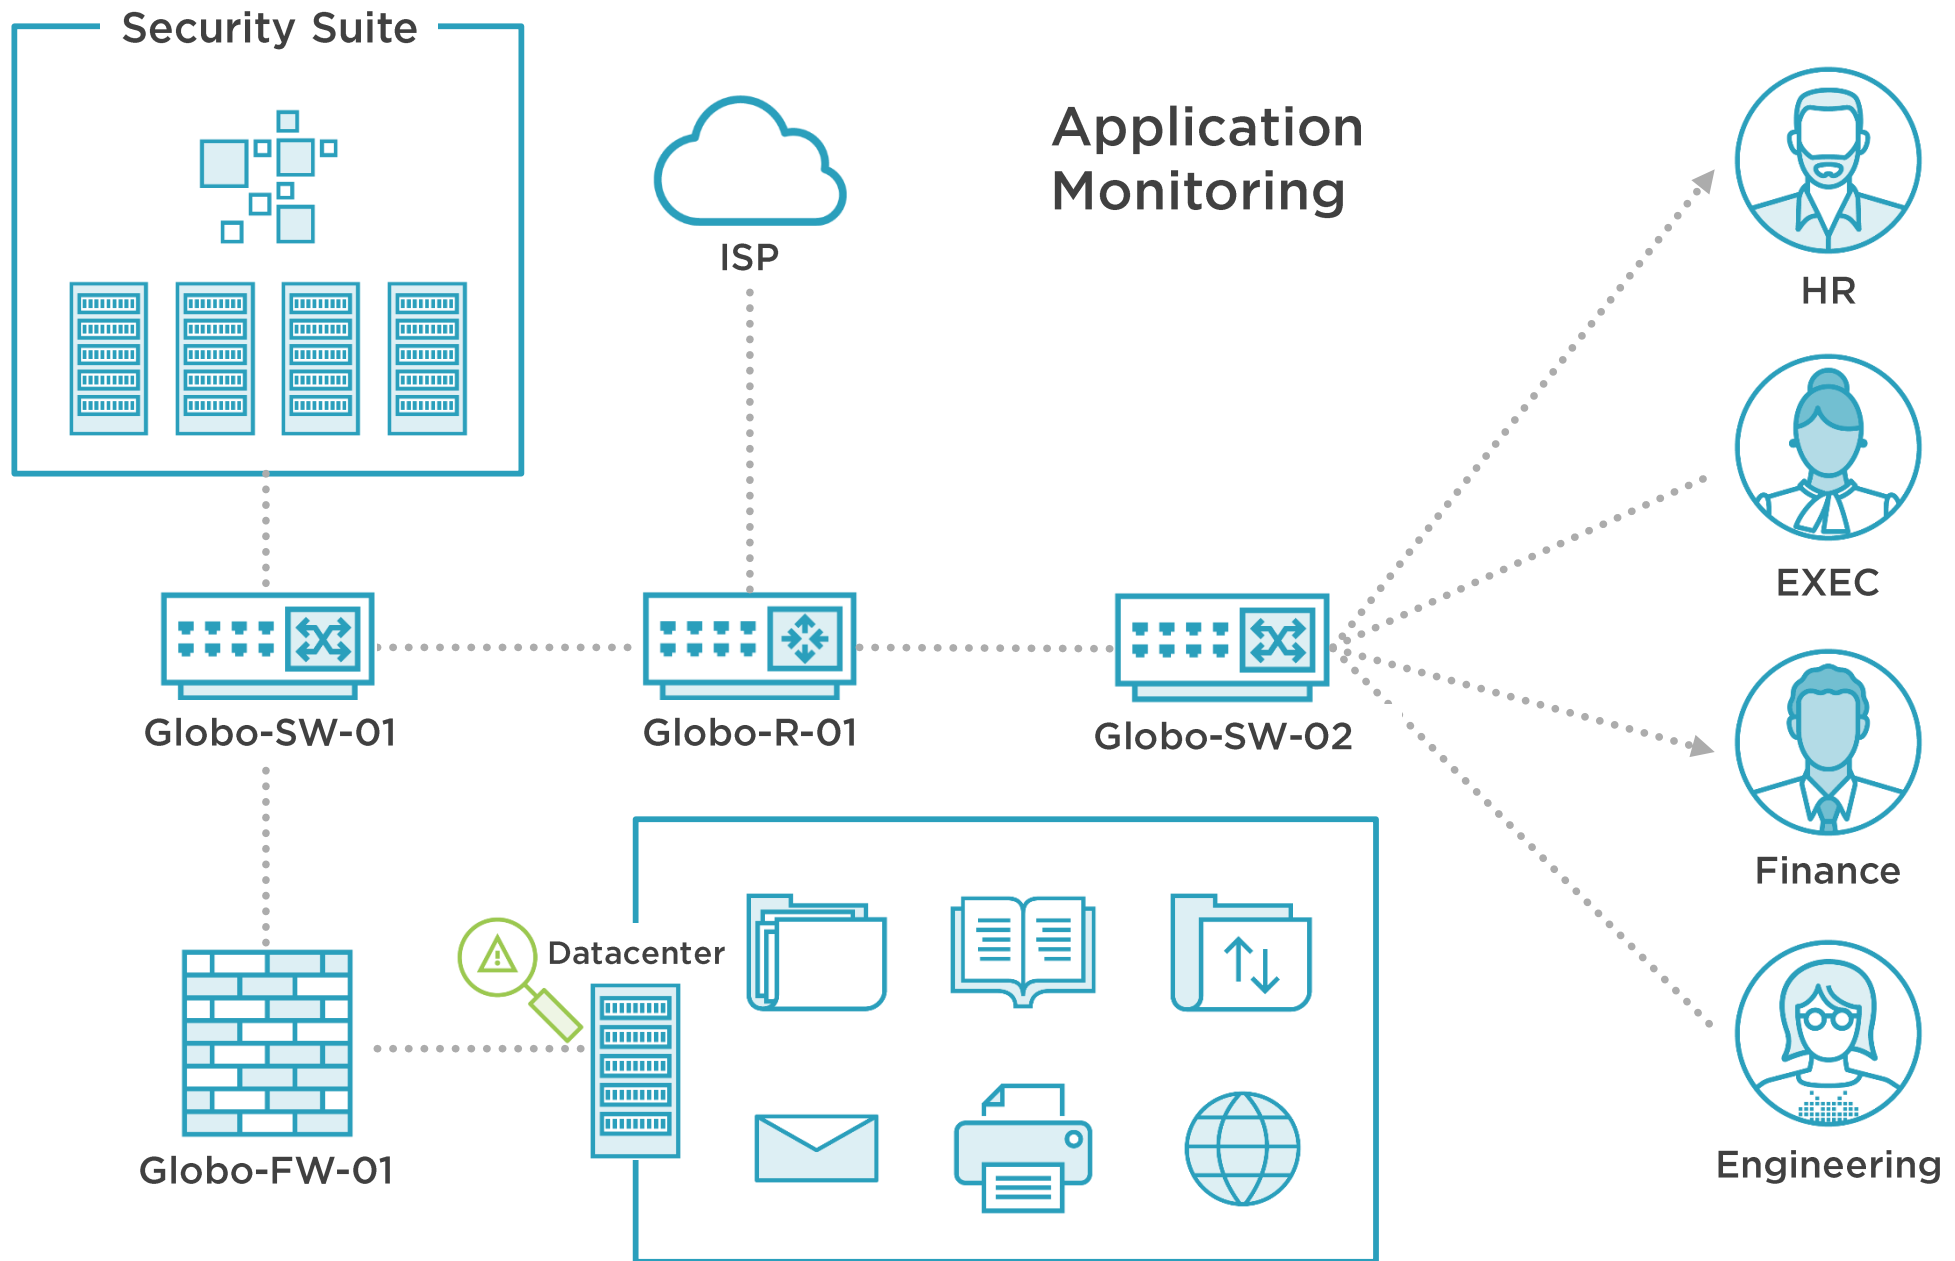 Security Suite
Application
Monitoring
ISP
HR
EXEC
Globo-SW-01
Globo-R-01
Globo-SW-02
Finance
Datacenter
Globo-FW-01
Engineering